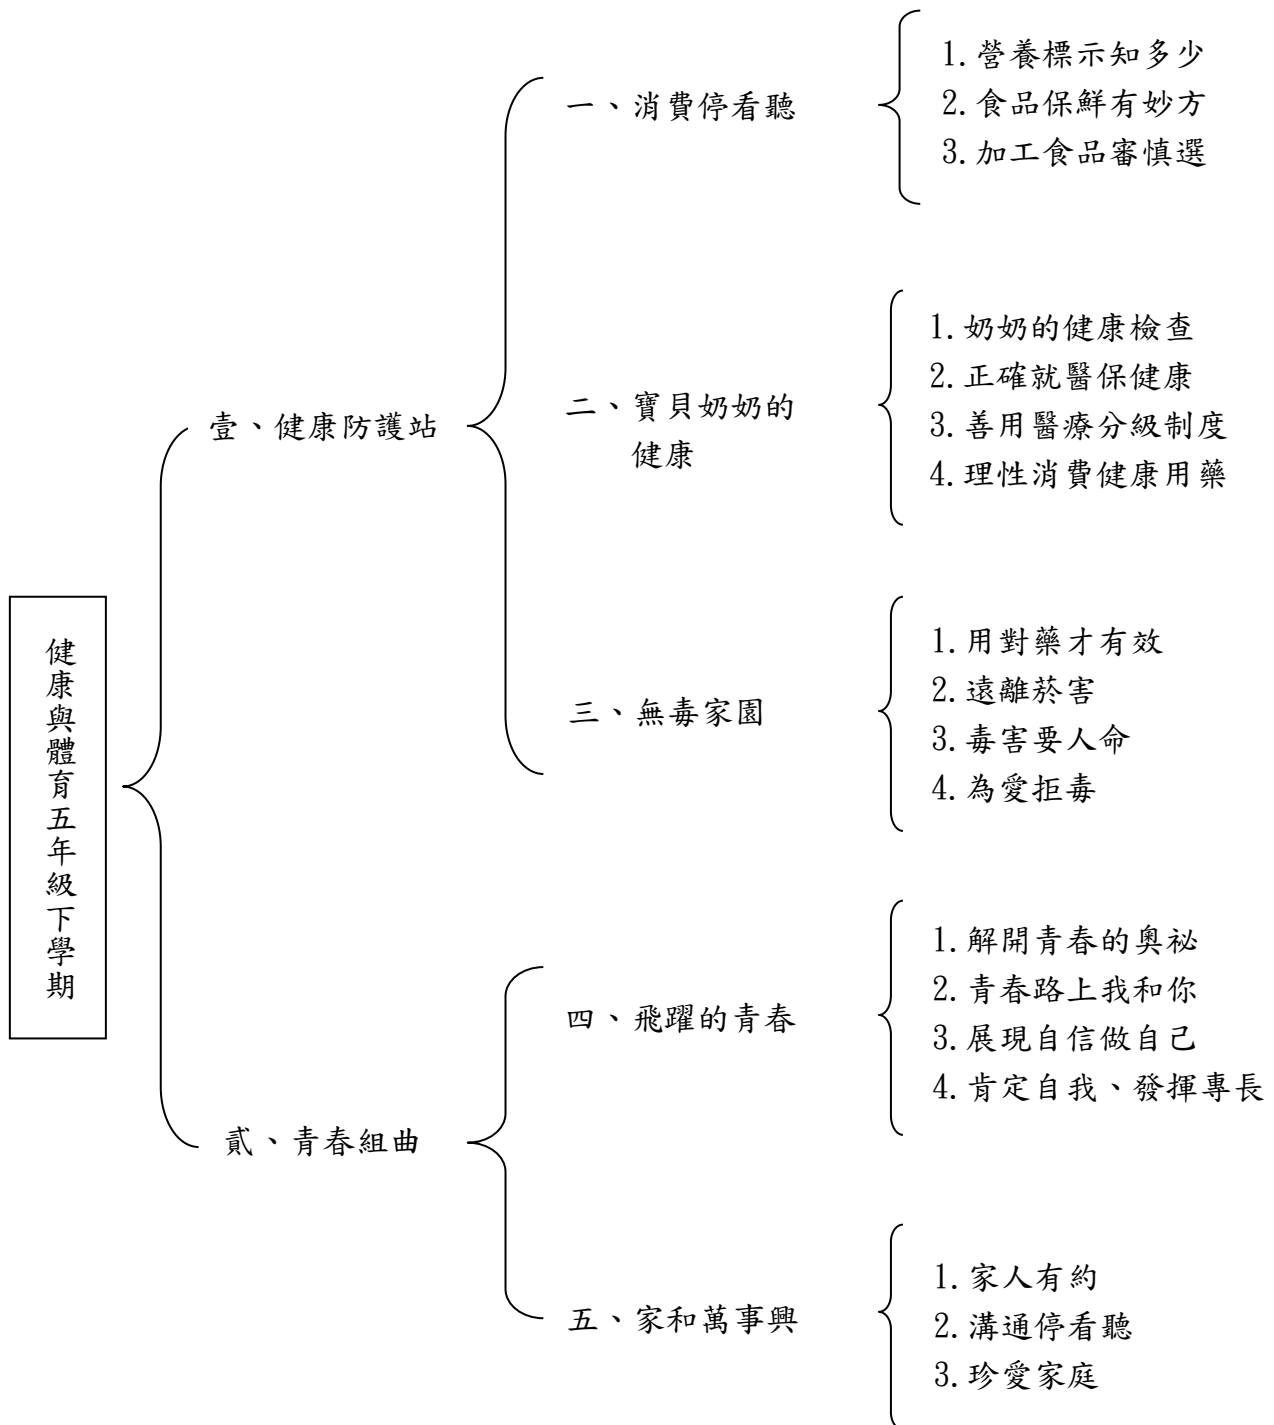 健康與體育五年級下學期
壹、健康防護站
一、消費停看聽
1.營養標示知多少
2.食品保鮮有妙方
3.加工食品審慎選
二、寶貝奶奶的
健康
1.奶奶的健康檢查
2.正確就醫保健康
3.善用醫療分級制度
4.理性消費健康用藥
三、無毒家園
1.用對藥才有效
2.遠離菸害
3.毒害要人命
4.為愛拒毒
貳、青春組曲
四、飛躍的青春
1.解開青春的奧祕
2.青春路上我和你
3.展現自信做自己
4.肯定自我、發揮專長
五、家和萬事興
1.家人有約
2.溝通停看聽
3.珍愛家庭